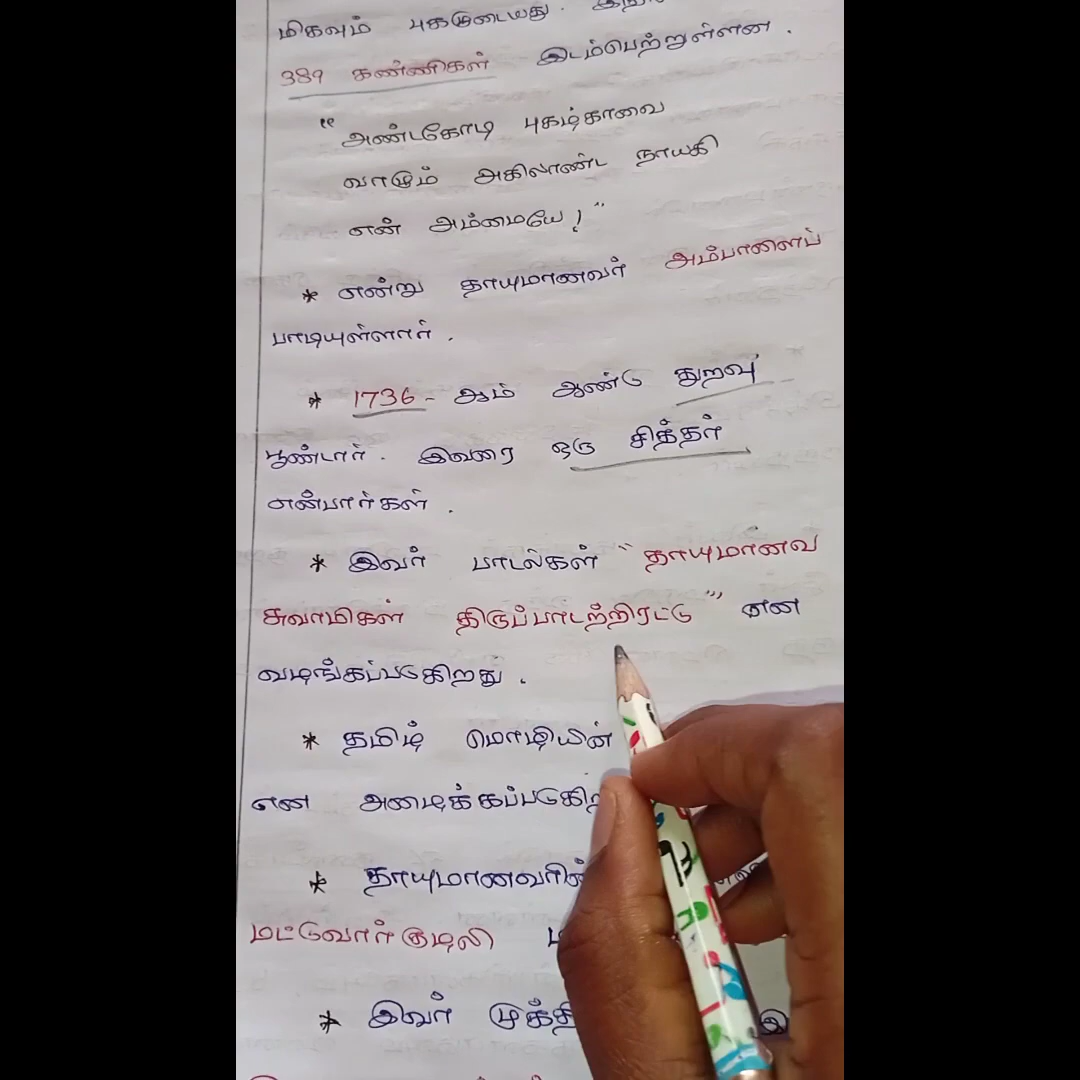 மிகவும் புகழுடையது.
389 கண்ணிகள் இடம்பெற்றுள்ளன.
"அண்டகோடி புகழ்காவை
வாழும் அகிலாண்ட நாயகி
என் அம்மையே!"
* என்று தாயுமானவர் அம்பாளைப்
பாடியுள்ளார்.
* 1736-ஆம் ஆண்டு துறவு
பூண்டார். இவரை ஒரு சித்தர்
என்பார்கள்.
* இவர் பாடல்கள் "தாயுமானவ
சுவாமிகள் திருப்பாடற்றிரட்டு" என
வழங்கப்படுகிறது.
* தமிழ் மொழியின்
என அழைக்கப்படுகிற
* தாயுமானவரின்
மட்டுவார்குழலி
* இவர் முக்தி இ